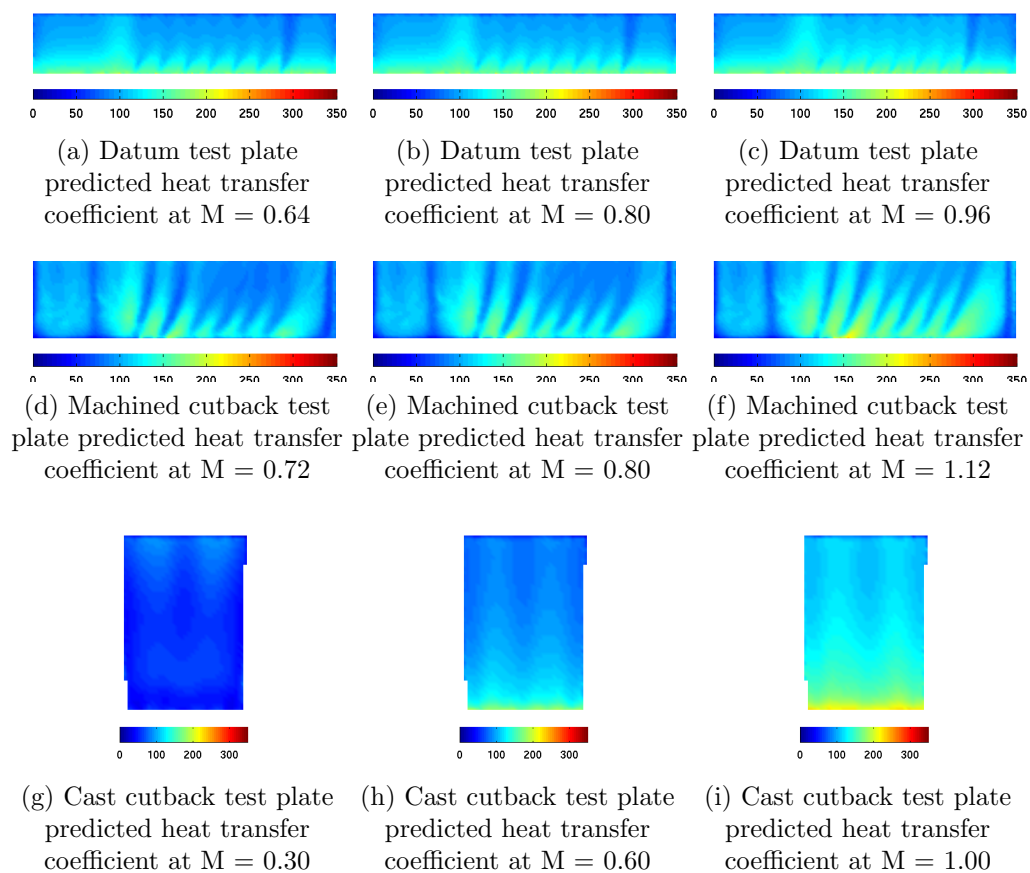 0 50 100 150 200 250 300 350
0 50 100 150 200 250 300 350
0 50 100 150 200 250 300 350
(a) Datum test plate
predicted heat transfer
coefficient at M = 0.64
(b) Datum test plate
predicted heat transfer
coefficient at M = 0.80
(c) Datum test plate
predicted heat transfer
coefficient at M = 0.96
0 50 100 150 200 250 300 350
0 50 100 150 200 250 300 350
0 50 100 150 200 250 300 350
(d) Machined cutback test
plate predicted heat transfer
coefficient at M = 0.72
(e) Machined cutback test
plate predicted heat transfer
coefficient at M = 0.80
(f) Machined cutback test
plate predicted heat transfer
coefficient at M = 1.12
0 100 200 300
0 100 200 300
0 100 200 300
(g) Cast cutback test plate
predicted heat transfer
coefficient at M = 0.30
(h) Cast cutback test plate
predicted heat transfer
coefficient at M = 0.60
(i) Cast cutback test plate
predicted heat transfer
coefficient at M = 1.00